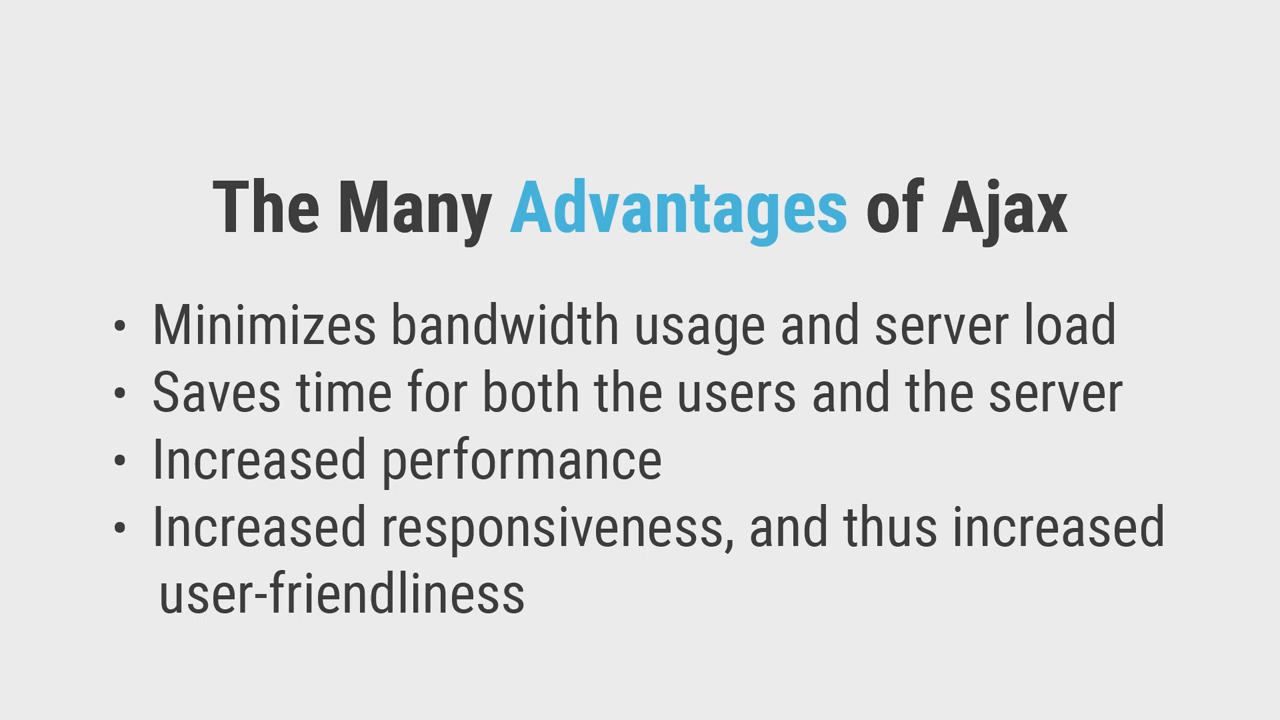 The Many Advantages of Ajax
• Minimizes bandwidth usage and server load
• Saves time for both the users and the server
• Increased performance
• Increased responsiveness, and thus increased
user-friendliness